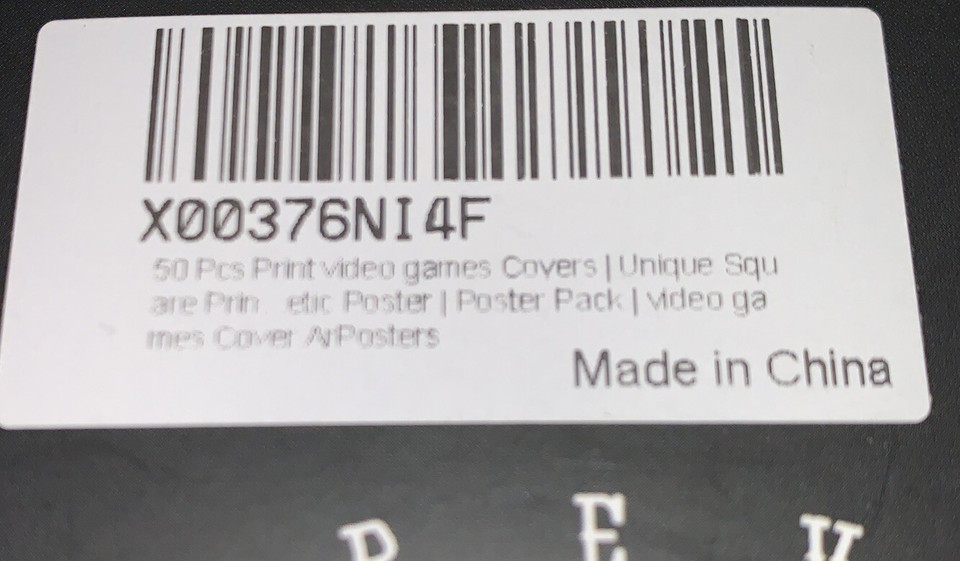 X00376NI4F
50 Pcs Print video games Covers | Unique Squ
are Prin etic Poster | Poster Pack | video ga
mes Cover ArPosters
Made in China
E